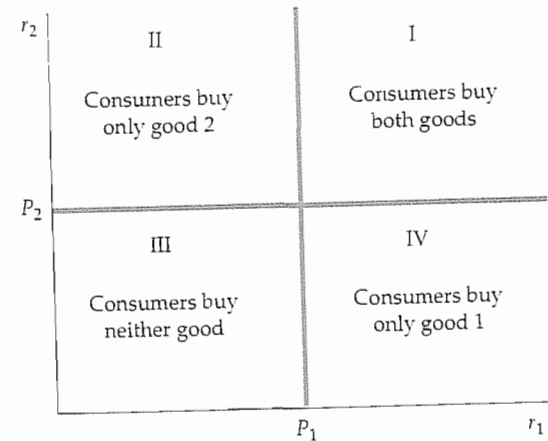 r2
II
I
Consumers buy
only good 2
Consumers buy
both goods
P2
III
IV
Consumers buy
neither good
Consumers buy
only good 1
P1
r1